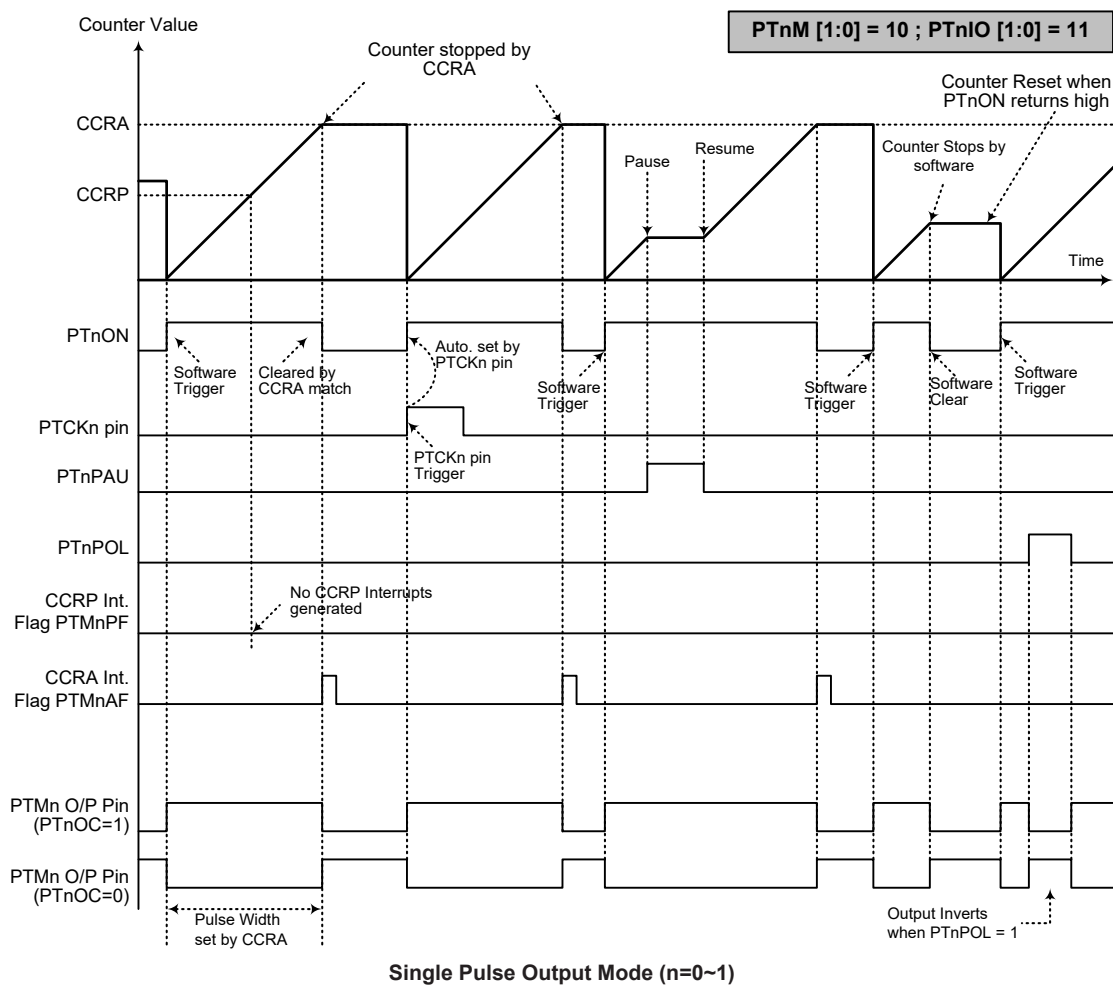 Counter Value
PTnM [1:0] = 10 ; PTnIO [1:0] = 11
Counter stopped by
CCRA
Counter Reset when
PTnON returns high
CCRA
Pause
Resume
Counter Stops by
software
CCRP
Time
PTnON
Software
Trigger
Cleared by
CCRA match
Auto. set by
PTCKn pin
Software
Trigger
Software
Trigger
Software
Clear
Software
Trigger
PTCKn pin
PTCKn pin
Trigger
PTnPAU
PTnPOL
No CCRP Interrupts
generated
CCRP Int.
Flag PTMnPF
CCRA Int.
Flag PTMnAF
PTMn O/P Pin
(PTnOC=1)
PTMn O/P Pin
(PTnOC=0)
Pulse Width
set by CCRA
Output Inverts
when PTnPOL = 1
Single Pulse Output Mode (n=0~1)